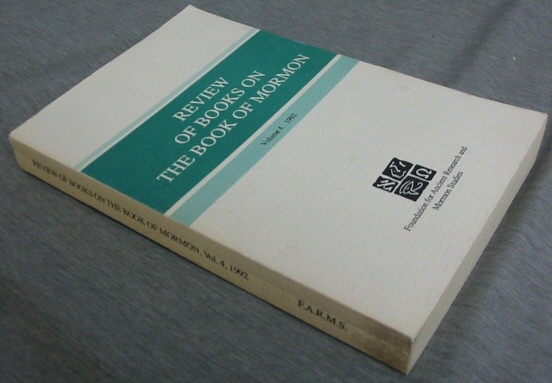 REVIEW
OF BOOKS ON
THE BOOK OF MORMON
Volume 4 1992
Foundation for Ancient Research and
Mormon Studies
REVIEW OF BOOKS ON THE BOOK OF MORMON, Vol. 4, 1992
F.A.R.M.S.